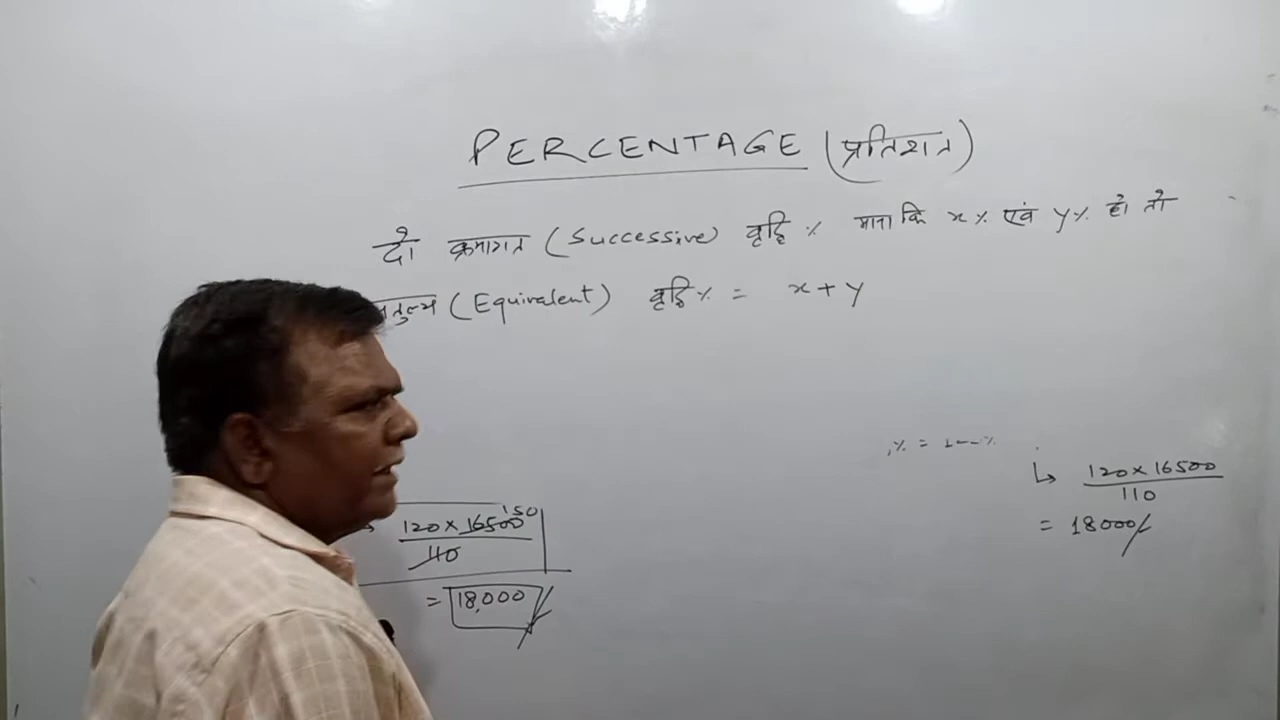 PERCENTAGE (प्रतिशत)
दो क्रमागत (Successive) वृद्धि % माना कि x% एवं y% हो तो
(Equivalent) वृद्धि % = x + y
120 × 16500 150
110
= 18,000
% =
↳ 120 × 16500
110
= 18000/-